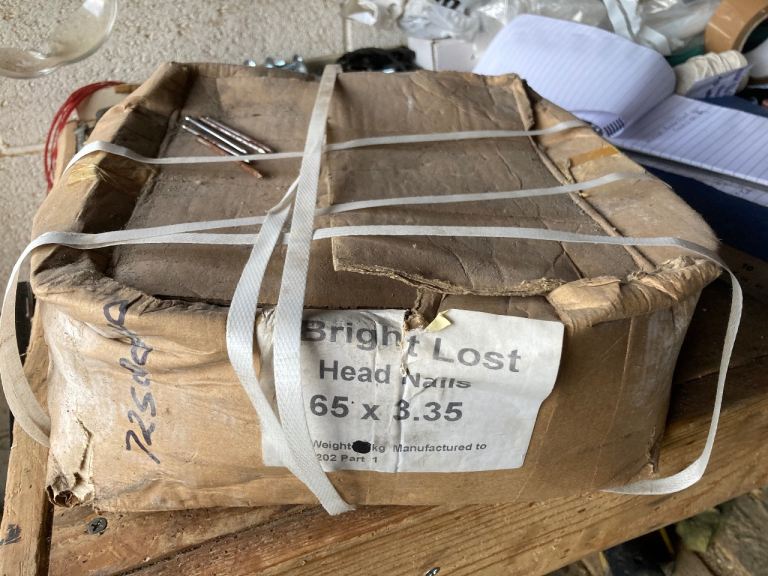 Bright Lost
Head Nails
65 x 3.35
Weight kg Manufactured to
202 Part 1